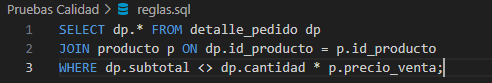 Pruebas Calidad > reglas.sql
1 SELECT dp.* FROM detalle_pedido dp
2 JOIN producto p ON dp.id_producto = p.id_producto
3 WHERE dp.subtotal <> dp.cantidad * p.precio_venta;